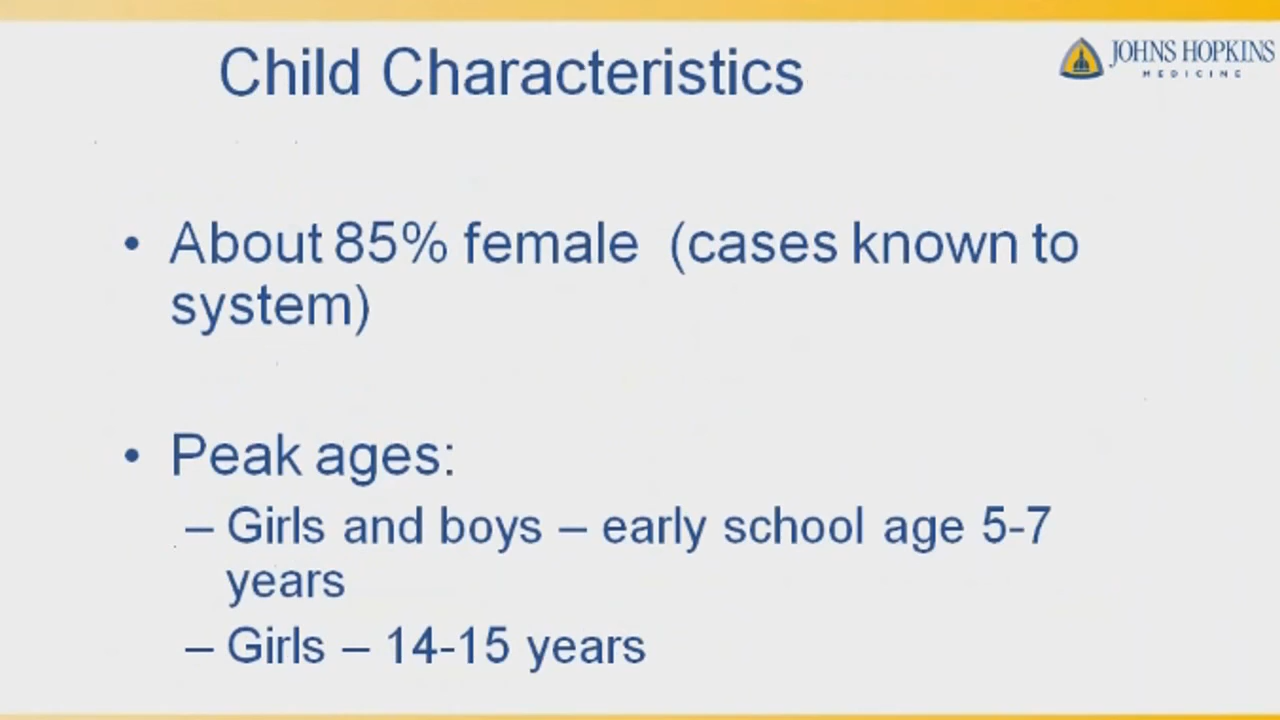 Child Characteristics
JOHNS HOPKINS
MEDICINE
• About 85% female (cases known to
system)
• Peak ages:
– Girls and boys – early school age 5-7
years
– Girls – 14-15 years